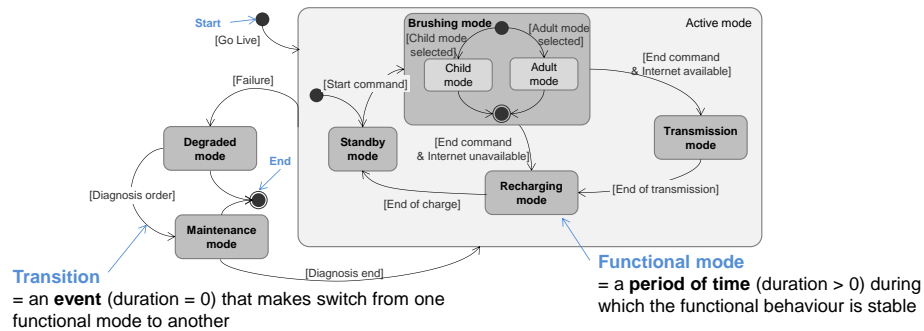 Start
[Go Live]
Brushing mode
Active mode
[Child mode
selected]
[Adult mode
selected]
Child
mode
Adult
mode
[End command
& Internet available]
[Failure]
[Start command]
Degraded
mode
Standby
mode
Transmission
mode
[End command
& Internet unavailable]
End
[Diagnosis order]
Recharging
mode
[End of transmission]
[End of charge]
Maintenance
mode
[Diagnosis end]
Transition
= an event (duration = 0) that makes switch from one
functional mode to another
Functional mode
= a period of time (duration > 0) during
which the functional behaviour is stable